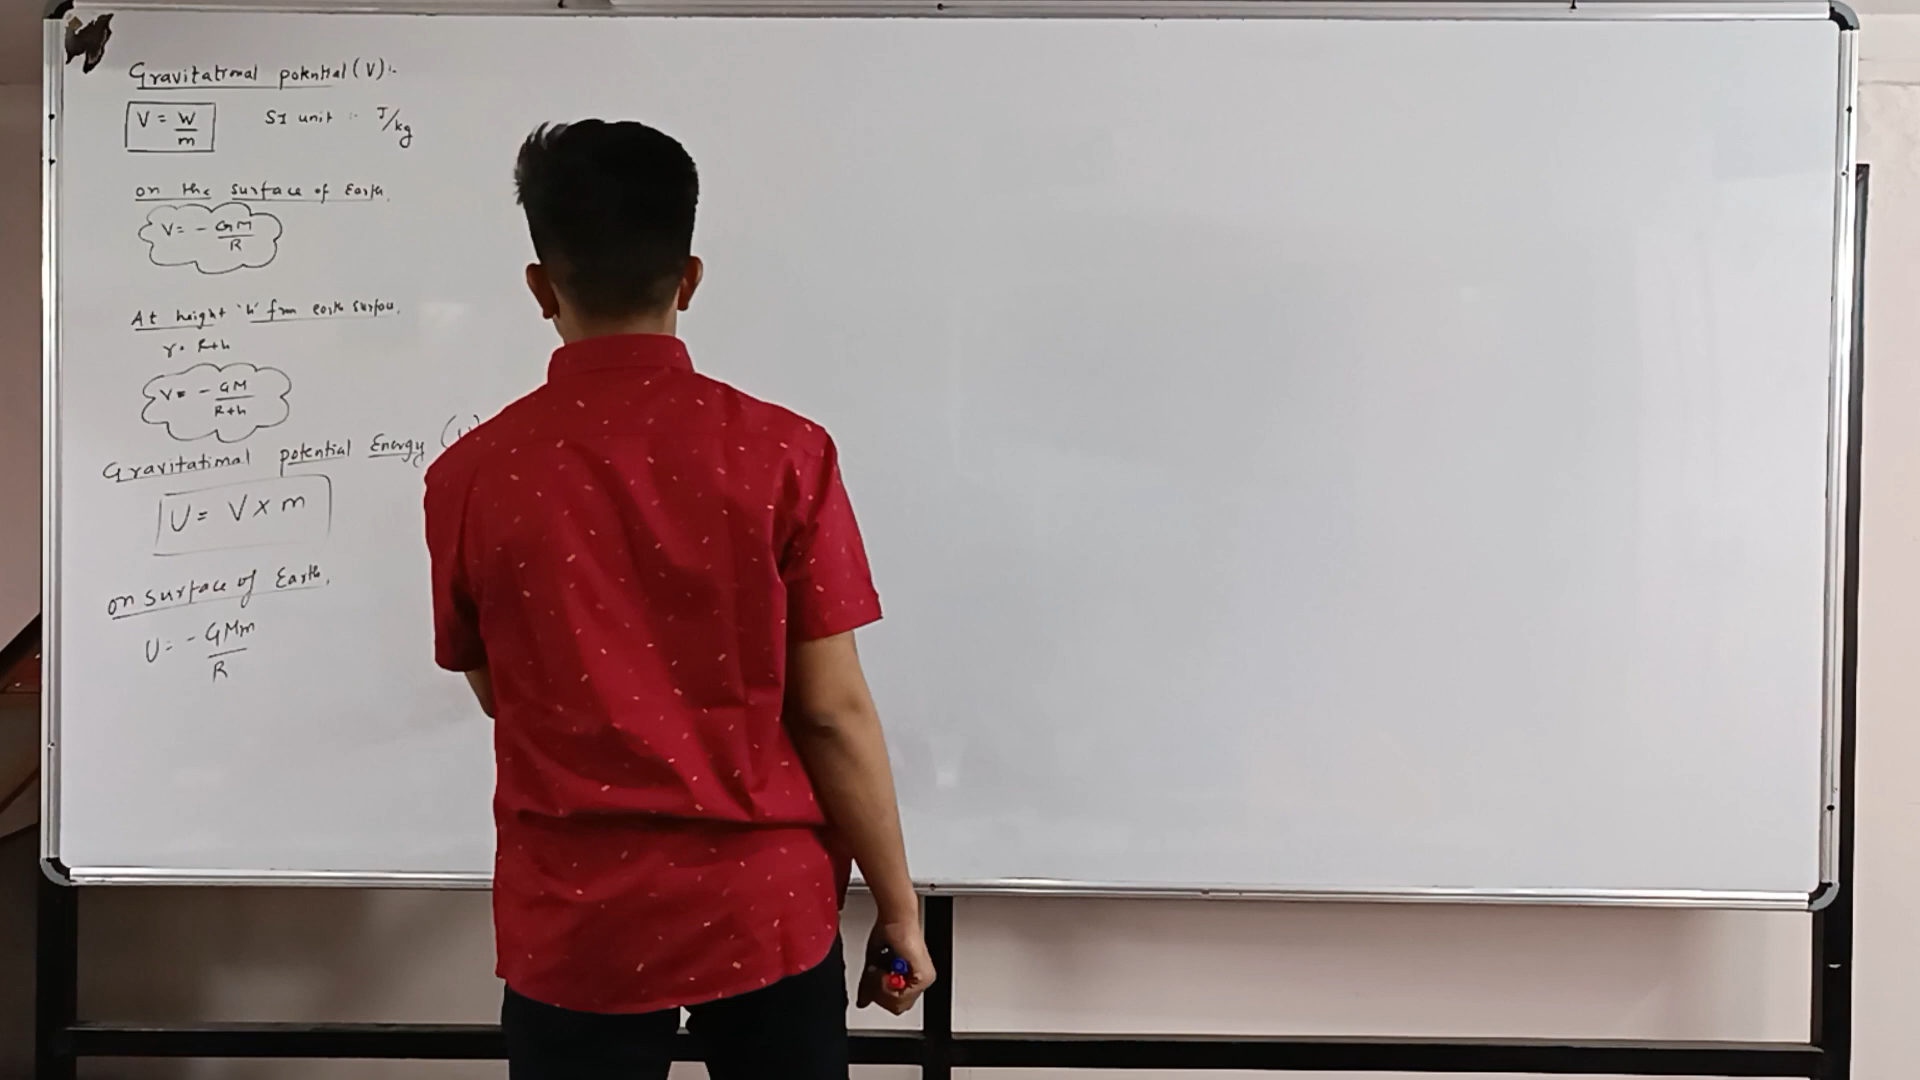 Gravitational potential (V):-
V = W/m SI unit :- J/kg
on the surface of Earth.
V = - GM/R
At height 'h' from earth surface.
r = R+h
V = - GM/R+h
Gravitational potential Energy (U)
U = V x m
on surface of Earth.
U = - GMm/R